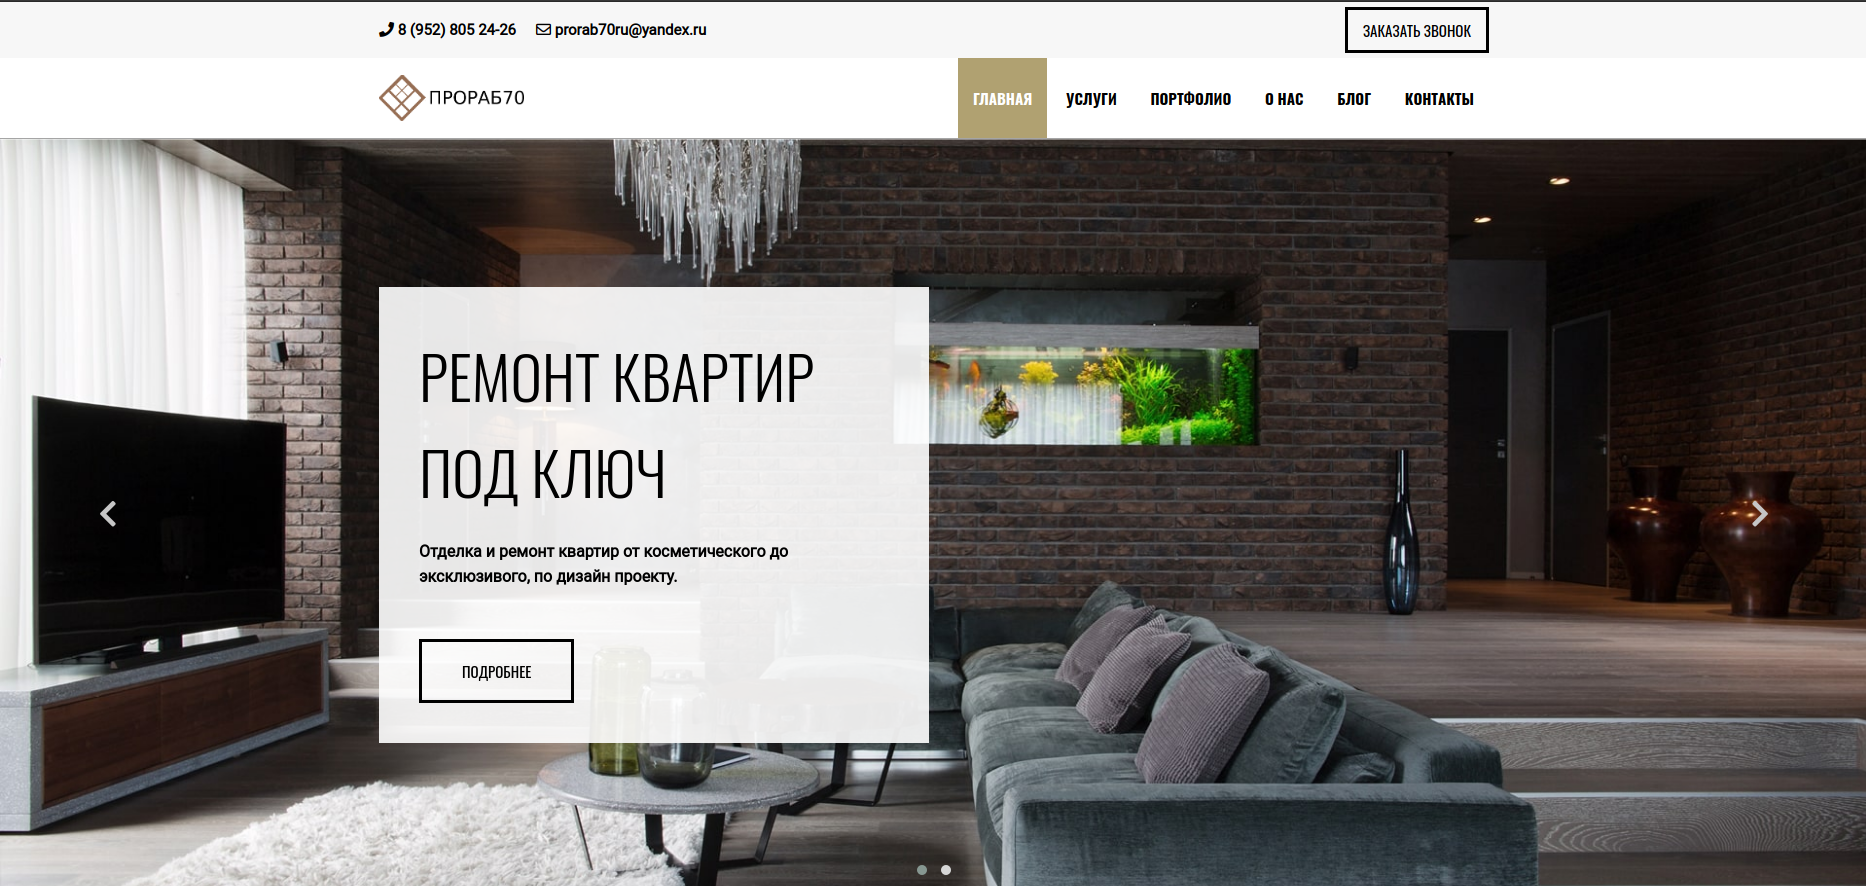 8 (952) 805 24-26
prorab70ru@yandex.ru
ЗАКАЗАТЬ ЗВОНОК
ПРОРАБ70
ГЛАВНАЯ
УСЛУГИ
ПОРТФОЛИО
О НАС
БЛОГ
КОНТАКТЫ
РЕМОНТ КВАРТИР
ПОД КЛЮЧ
Отделка и ремонт квартир от косметического до
эксклюзивого, по дизайн проекту.
ПОДРОБНЕЕ